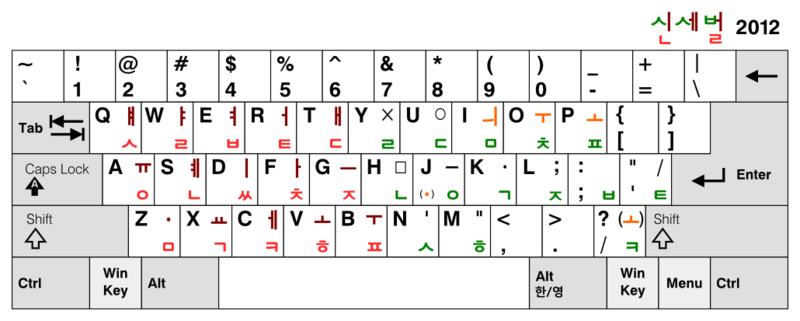 신세벌 2012
~ ! @ # $ % ^ & * ( ) _ + |
` 1 2 3 4 5 6 7 8 9 0 - = \ ←
Tab Q ㅒ W ㅑ E ㅕ R ㅓ T ㅐ Y × U ○ I ㅢ O ㅜ P ㅗ { }
ㅅ ㄹ ㅂ ㅌ ㄷ ㄹ ㄷ ㅁ ㅊ ㅍ [ ]
Caps Lock A ㅠ S ㅖ D ㅣ F ㅏ G ㅡ H □ J – K · L ; : " / Enter
A ㅇ ㄴ ㅆ ㅊ ㅈ ㄴ (·) ㅇ ㄱ ㅈ ; ㅂ ' ㅌ
Shift Z · X ㅛ C ㅔ V ㅗ B ㅜ N ' M " < > ? (ㅗ) Shift
ㅁ ㄱ ㅋ ㅎ ㅍ ㅅ ㅎ , . / ㅋ
Ctrl Win Key Alt Alt 한/영 Win Key Menu Ctrl